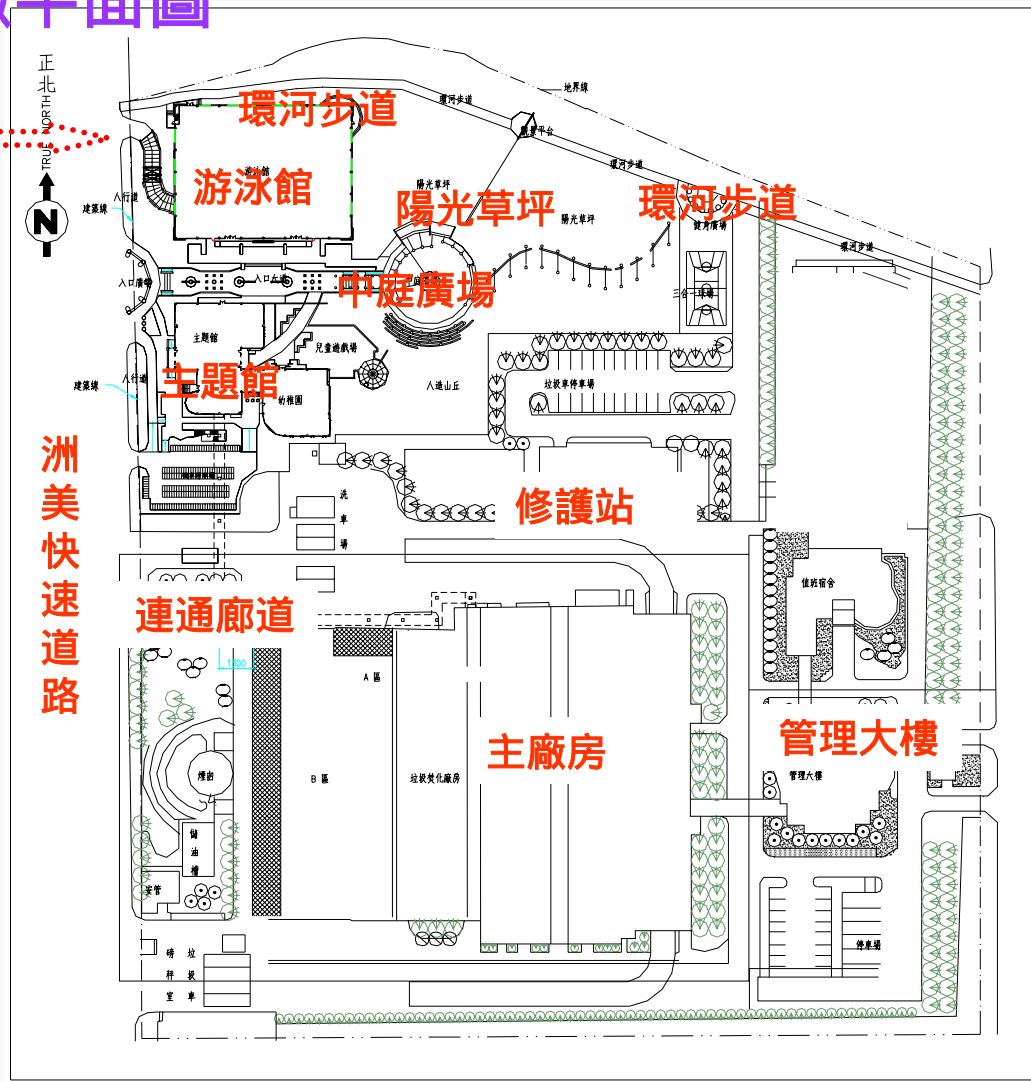 平面圖
正北
TRUE NORTH
N
地界線
環河步道
環河步道
觀景平台
環河步道
游泳館
游泳館
人行道
建築線
陽光草坪
陽光草坪
陽光草坪
環河步道
健身廣場
環河步道
入口廣場
入口大道
中庭廣場
三合一球場
主題館
兒童遊戲場
主題館
人行道
建築線
幼稚園
八造山丘
垃圾車停車場
洲美快速道路
洗車場
修護站
值班宿舍
連通廊道
1300
A 區
主廠房
管理大樓
管理大樓
煙囪
B 區
垃圾焚化廠房
儲油槽
安管
停車場
磅秤室
垃圾車